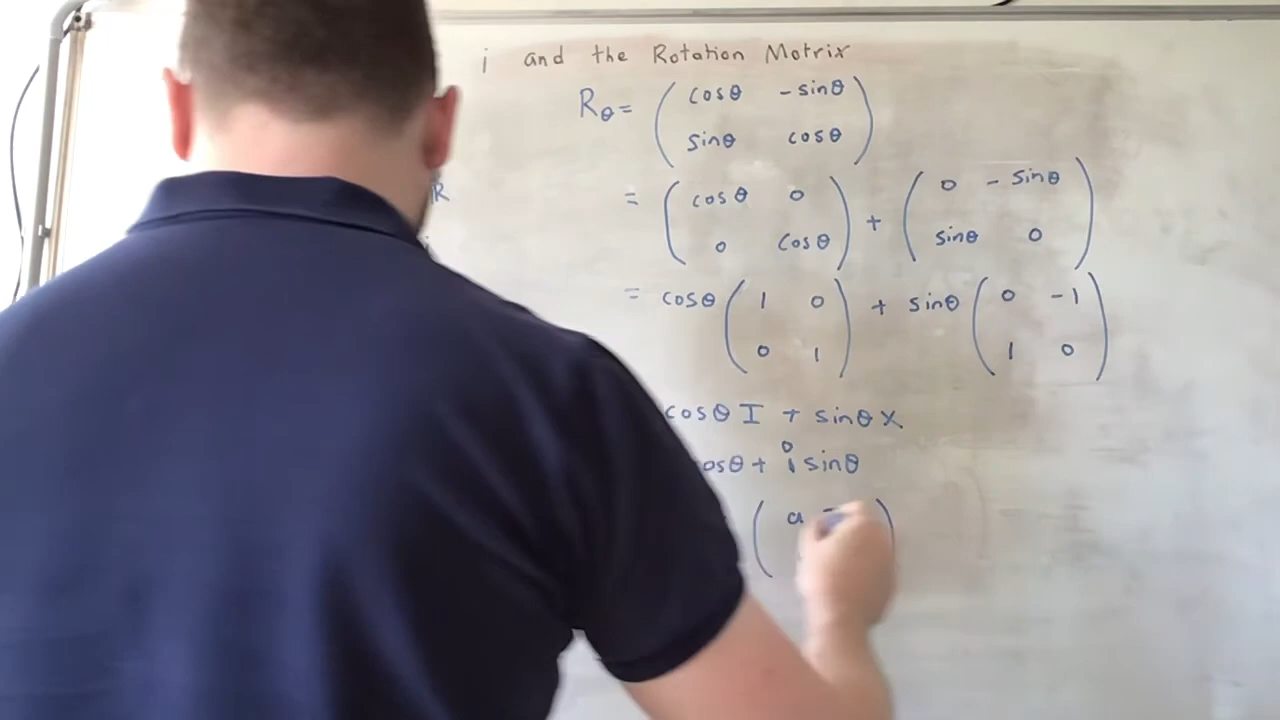 i and the Rotation Matrix
Rθ = ( cosθ -sinθ )
( sinθ cosθ )
R
= ( cosθ 0 ) + ( 0 - sinθ )
( 0 cosθ ) ( sinθ 0 )
= cosθ ( 1 0 ) + sinθ ( 0 -1 )
( 0 1 ) ( 1 0 )
cosθ I + sinθ X
osθ + i sinθ
( a - )